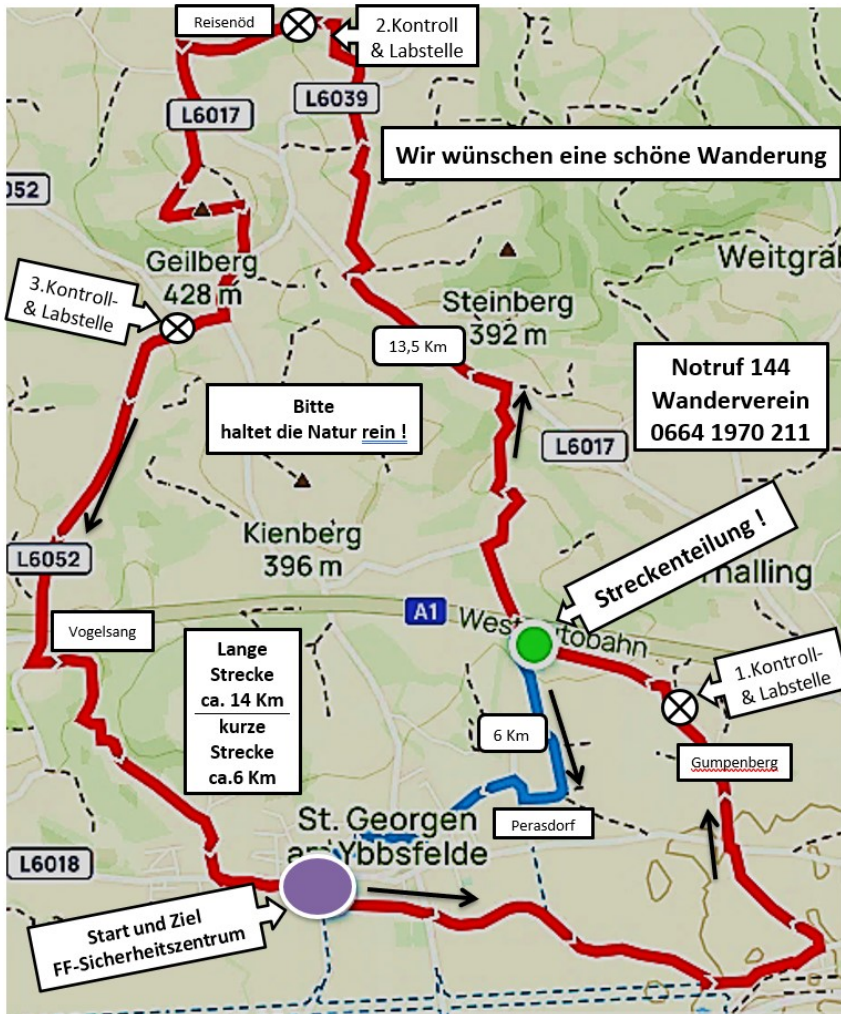 Reisenöd
2.Kontroll
& Labstelle
L6017
L6039
Wir wünschen eine schöne Wanderung
052
Geilberg
428 m
Steinberg
392 m
Weitgräb
3.Kontroll-
& Labstelle
13,5 Km
Notruf 144
Wanderverein
0664 1970 211
Bitte
haltet die Natur rein !
L6017
Kienberg
396 m
L6052
Streckenteilung !
A1
Vogelsang
Lange
Strecke
ca. 14 Km
kurze
Strecke
ca.6 Km
1.Kontroll-
& Labstelle
6 Km
Gumpenberg
Perasdorf
St. Georgen
am Ybbsfelde
L6018
Start und Ziel
FF-Sicherheitszentrum